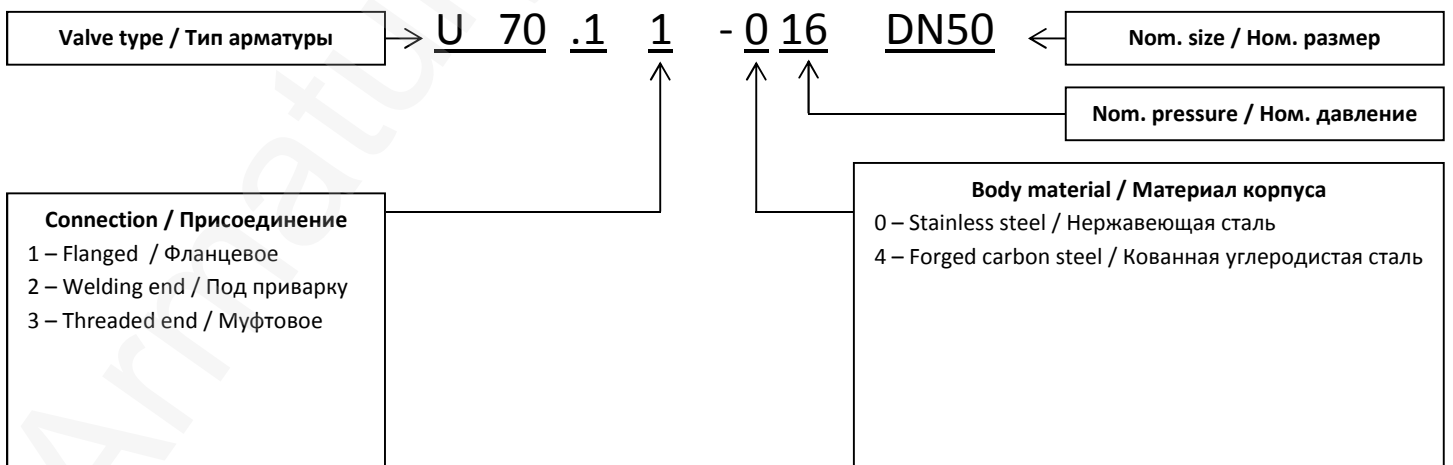 Valve type / Тип арматуры
U 70 .1 1 - 0 16 DN50
Nom. size / Ном. размер
Nom. pressure / Ном. давление
Connection / Присоединение
1 – Flanged / Фланцевое
2 – Welding end / Под приварку
3 – Threaded end / Муфтовое
Body material / Материал корпуса
0 – Stainless steel / Нержавеющая сталь
4 – Forged carbon steel / Кованная углеродистая сталь